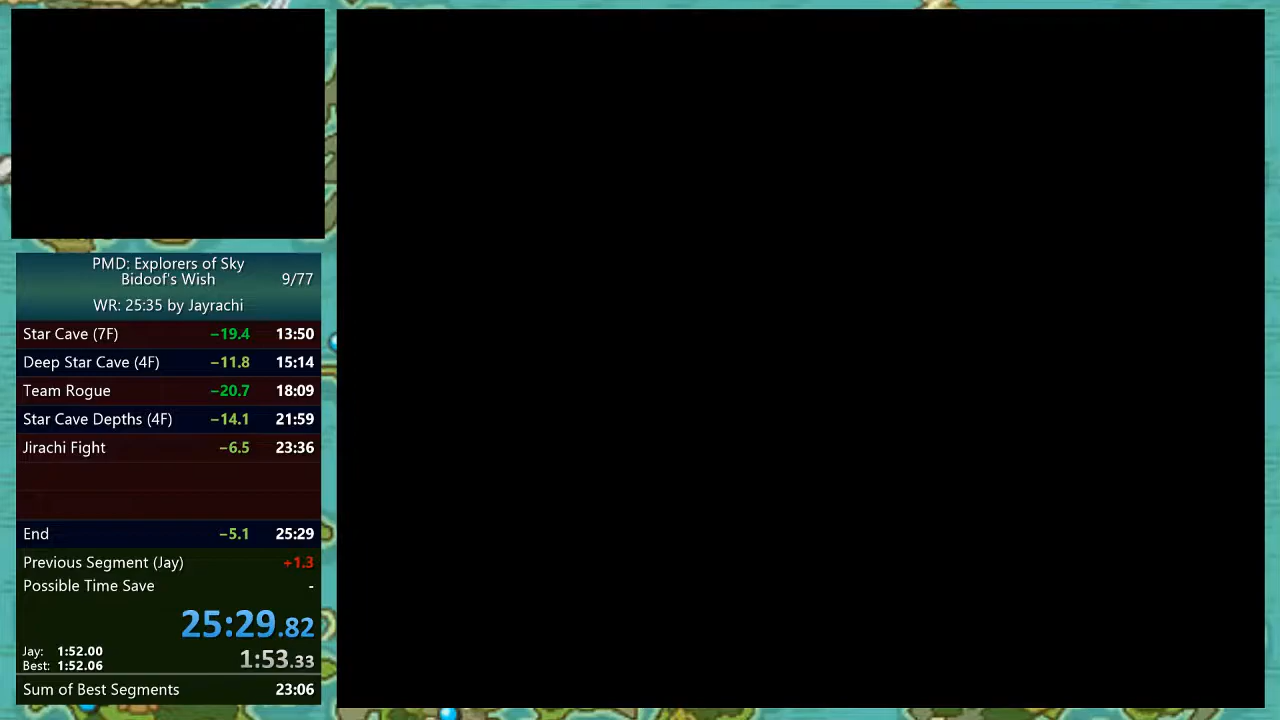 PMD: Explorers of Sky
Bidoof's Wish 9/77
WR: 25:35 by Jayrachi
Star Cave (7F) −19.4 13:50
Deep Star Cave (4F) −11.8 15:14
Team Rogue −20.7 18:09
Star Cave Depths (4F) −14.1 21:59
Jirachi Fight −6.5 23:36
End −5.1 25:29
Previous Segment (Jay) +1.3
Possible Time Save -
25:29.82
Jay: 1:52.00
Best: 1:52.06
1:53.33
Sum of Best Segments 23:06